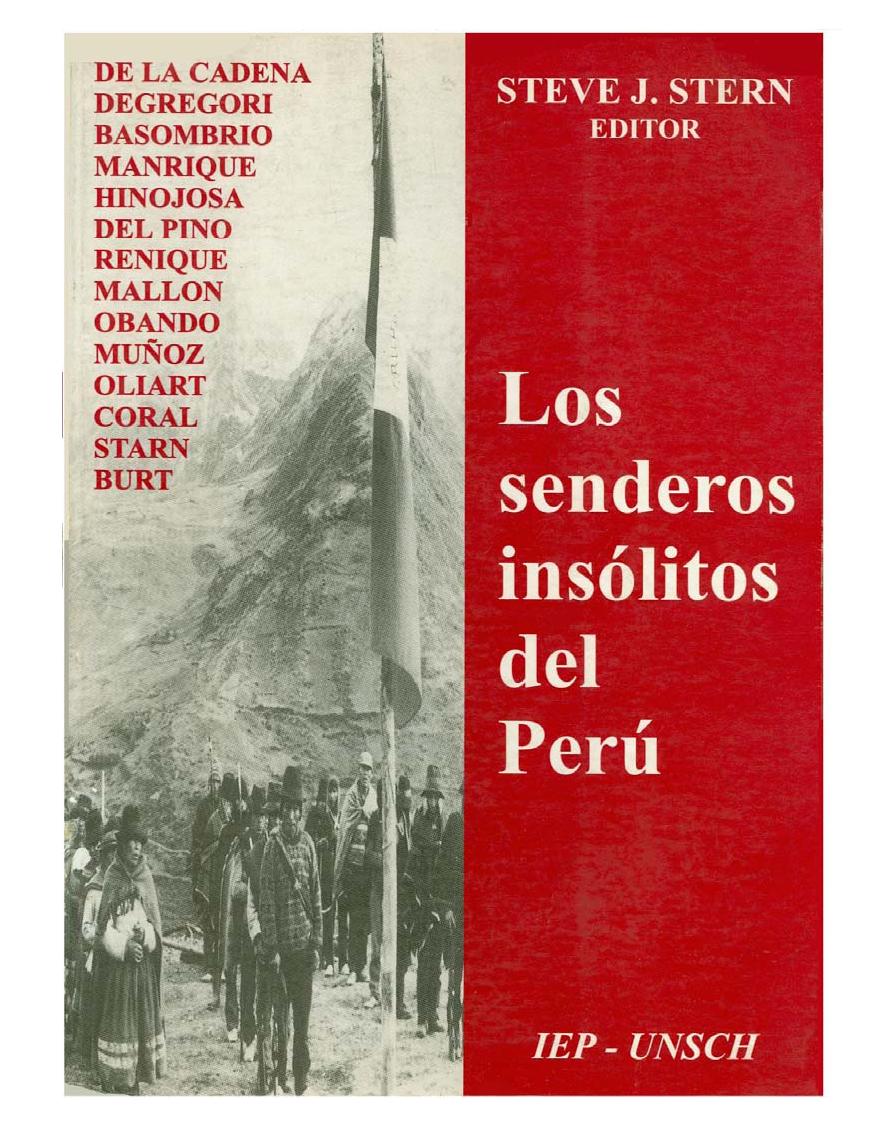 DE LA CADENA
DEGREGORI
BASOMBRIO
MANRIQUE
HINOJOSA
DEL PINO
RENIQUE
MALLON
OBANDO
MUÑOZ
OLIART
CORAL
STARN
BURT
STEVE J. STERN
EDITOR
Los
senderos
insólitos
del
Perú
IEP - UNSCH